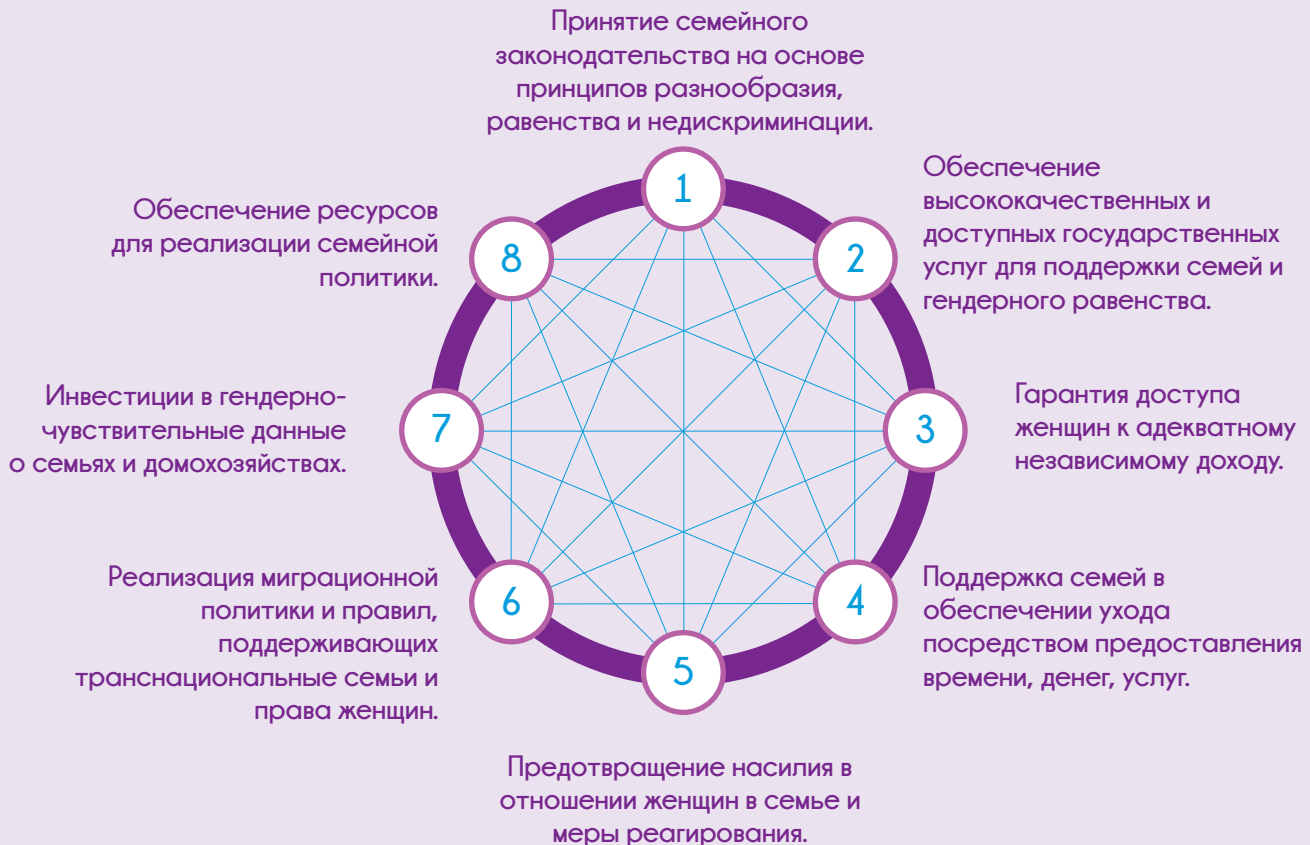 Принятие семейного
законодательства на основе
принципов разнообразия,
равенства и недискриминации.
1
Обеспечение
высококачественных и
доступных государственных
услуг для поддержки семей и
гендерного равенства.
2
Гарантия доступа
женщин к адекватному
независимому доходу.
3
Поддержка семей в
обеспечении ухода
посредством предоставления
времени, денег, услуг.
4
5
Предотвращение насилия в
отношении женщин в семье и
меры реагирования.
Реализация миграционной
политики и правил,
поддерживающих
транснациональные семьи и
права женщин.
6
Инвестиции в гендерно-
чувствительные данные
о семьях и домохозяйствах.
7
Обеспечение ресурсов
для реализации семейной
политики.
8